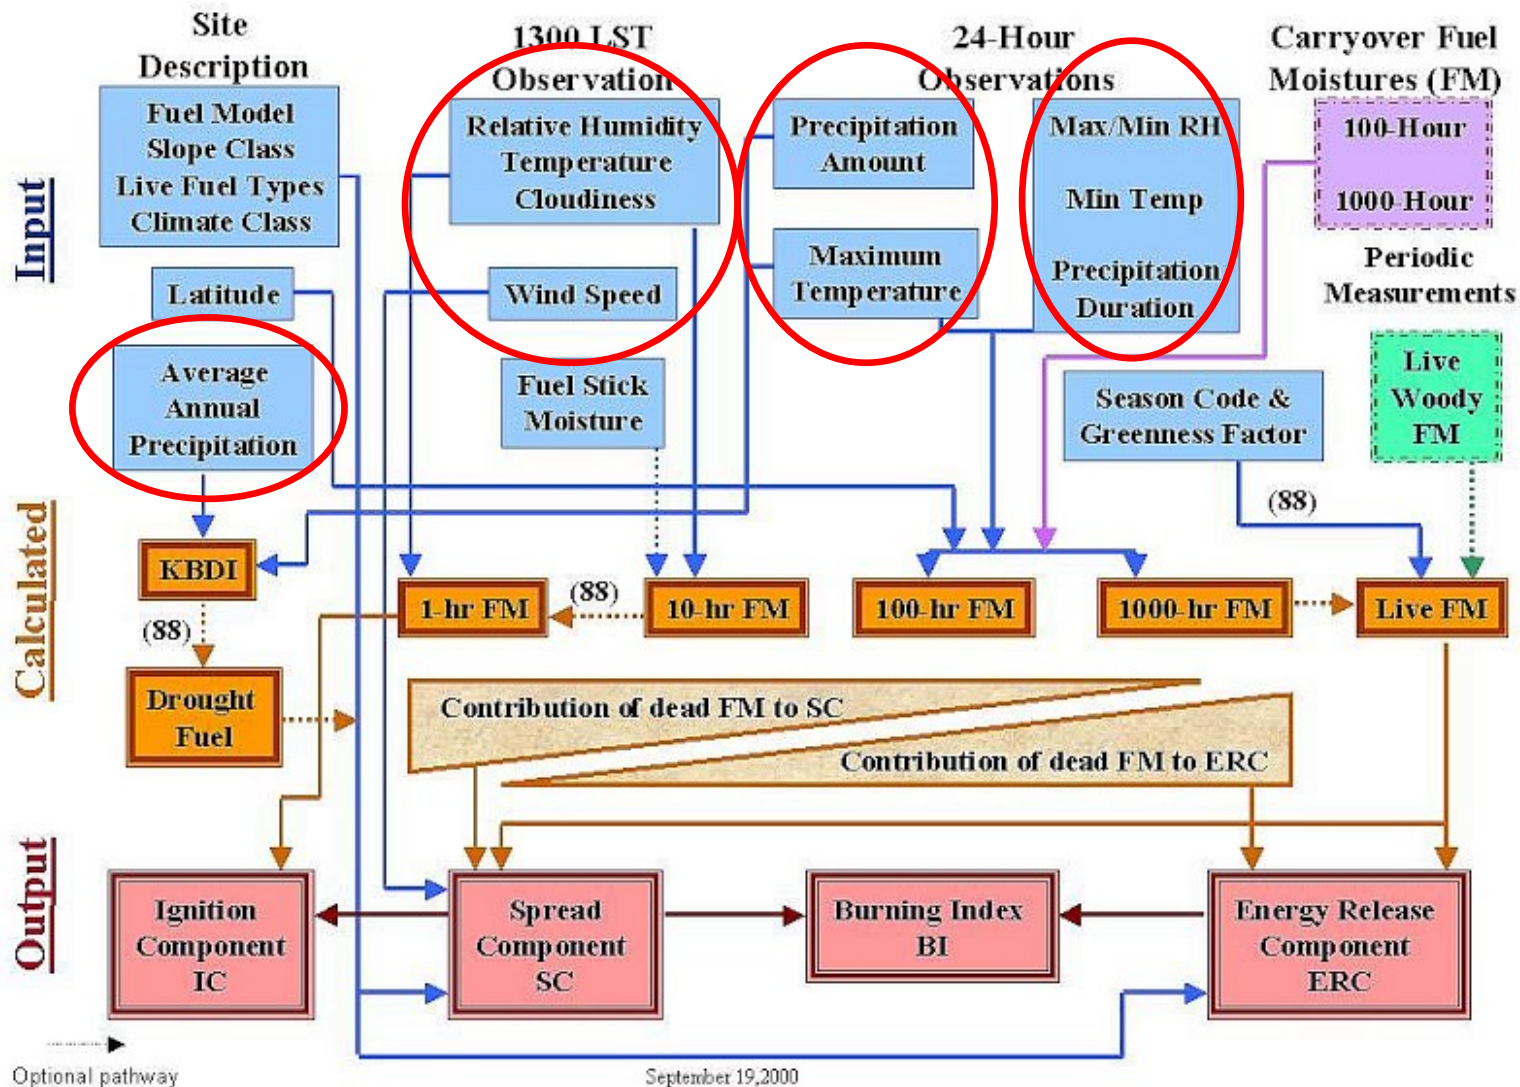 Site
Description
1300 LST
Observation
24-Hour
Observations
Carryover Fuel
Moistures (FM)
Input
Fuel Model
Slope Class
Live Fuel Types
Climate Class
Relative Humidity
Temperature
Cloudiness
Precipitation
Amount
Max/Min RH
Min Temp
Precipitation
Duration
100-Hour
1000-Hour
Latitude
Wind Speed
Maximum
Temperature
Periodic
Measurements
Average
Annual
Precipitation
Fuel Stick
Moisture
Season Code &
Greenness Factor
Live
Woody
FM
(88)
Calculated
KBDI
1-hr FM
(88)
10-hr FM
100-hr FM
1000-hr FM
Live FM
(88)
Drought
Fuel
Contribution of dead FM to SC
Contribution of dead FM to ERC
Output
Ignition
Component
IC
Spread
Component
SC
Burning Index
BI
Energy Release
Component
ERC
Optional pathway
September 19,2000